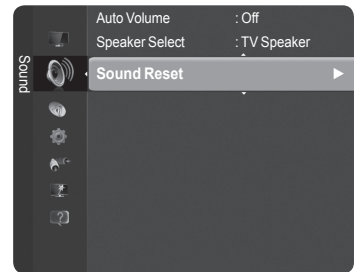 Sound
Auto Volume : Off
Speaker Select : TV Speaker
Sound Reset